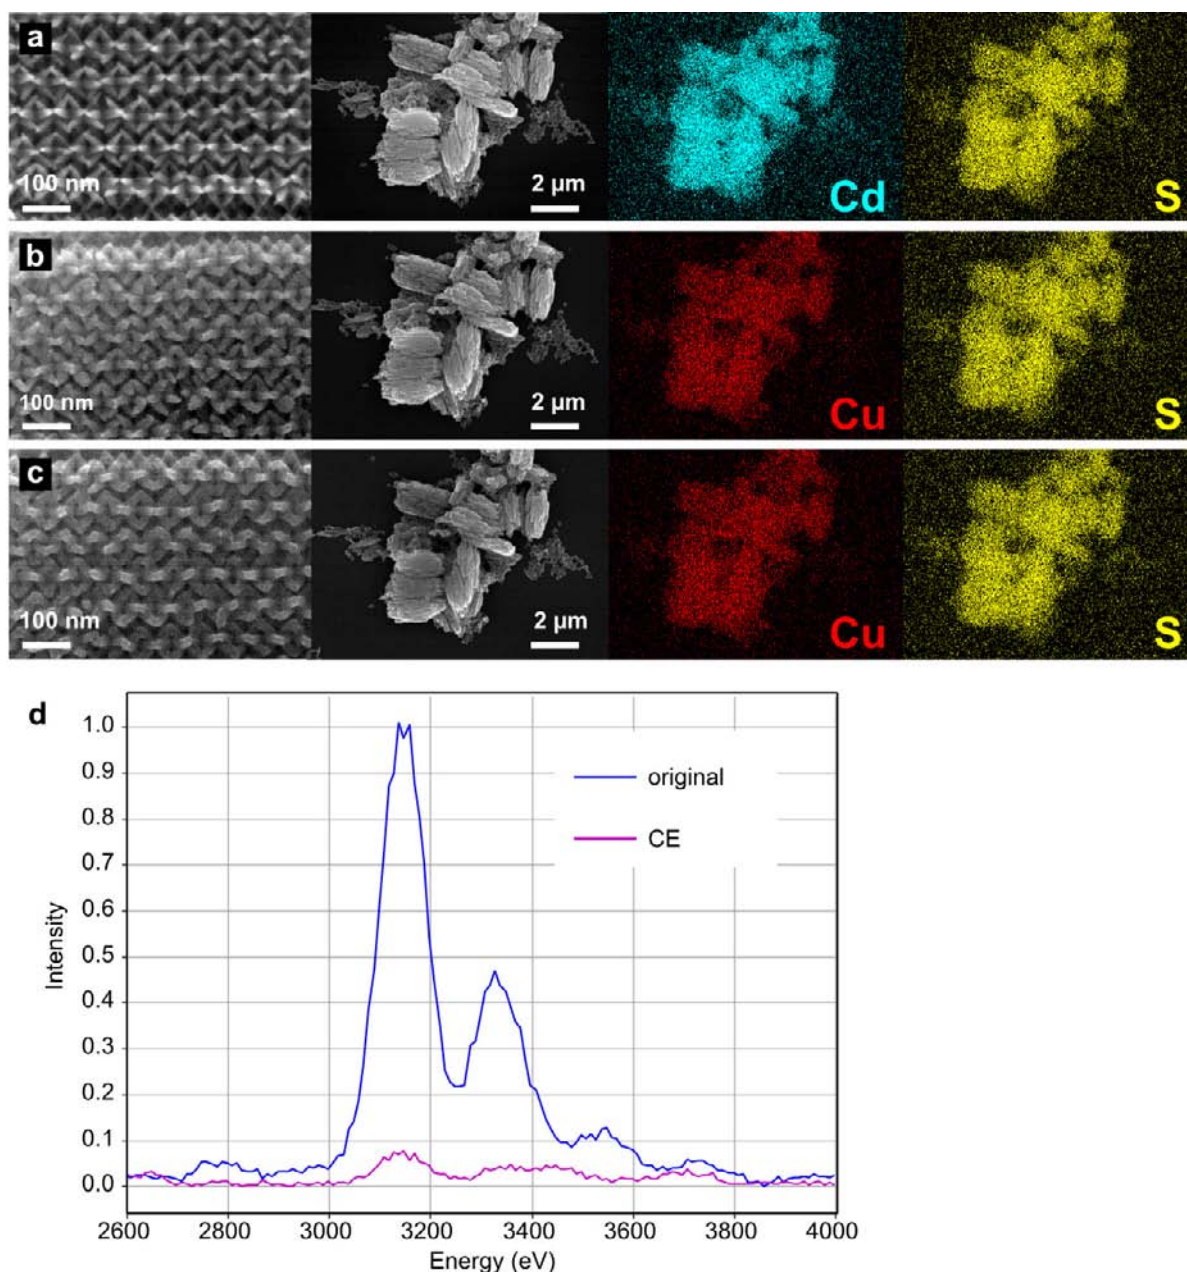 a
100 nm
2 µm
Cd
S
b
100 nm
2 µm
Cu
S
c
100 nm
2 µm
Cu
S
d
1.0
0.9
0.8
0.7
0.6
0.5
0.4
0.3
0.2
0.1
0.0
Intensity
original
CE
2600 2800 3000 3200 3400 3600 3800 4000
Energy (eV)